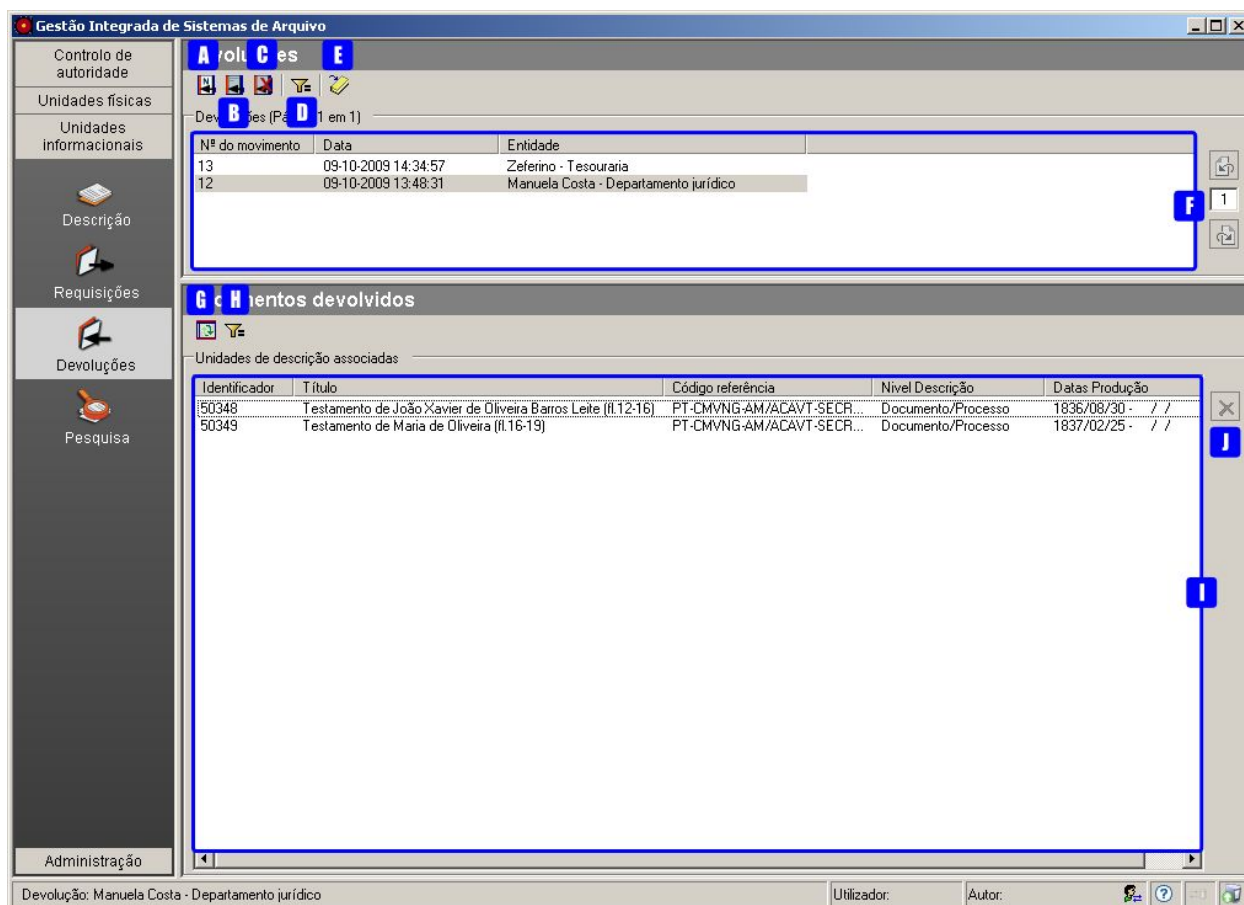 Gestão Integrada de Sistemas de Arquivo
Controlo de
autoridade
Unidades físicas
Unidades
informacionais
Descrição
Requisições
Devoluções
Pesquisa
Administração
A C E
B D
1 em 1)
Nº do movimento Data Entidade
13 09-10-2009 14:34:57 Zeferino - Tesouraria
12 09-10-2009 13:48:31 Manuela Costa - Departamento jurídico
F
1
G H
devolvidos
Unidades de descrição associadas
Identificador Título Código referência Nivel Descrição Datas Produção
50348 Testamento de João Xavier de Oliveira Barros Leite (fl.12-16) PT-CMVNG-AM/ACAVT-SECR... Documento/Processo 1836/08/30 - / /
50349 Testamento de Maria de Oliveira (fl.16-19) PT-CMVNG-AM/ACAVT-SECR... Documento/Processo 1837/02/25 - / /
J
I
Devolução: Manuela Costa - Departamento jurídico Utilizador: Autor: